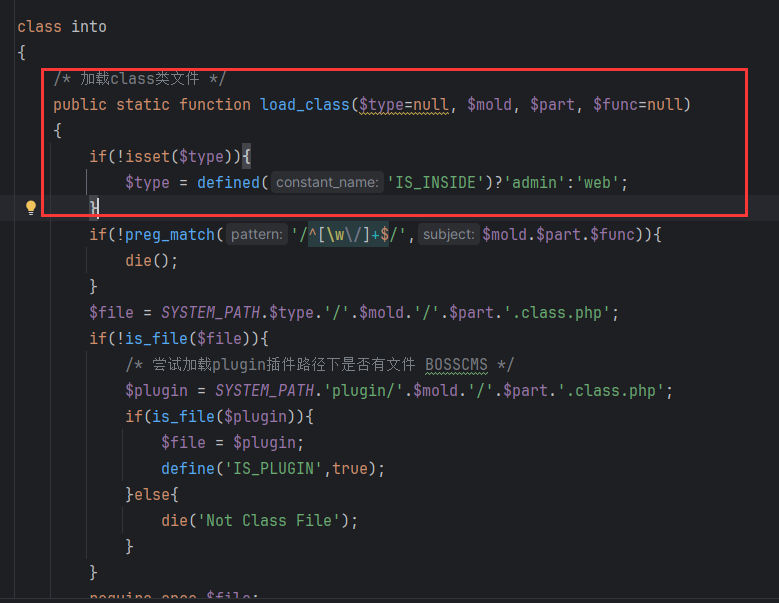 class into
{
/* 加载class类文件 */
public static function load_class($type=null, $mold, $part, $func=null)
{
if(!isset($type)){
$type = defined( constant_name: 'IS_INSIDE')?'admin':'web';
}
if(!preg_match( pattern: '/^[\w\/]+$/', subject: $mold.$part.$func)){
die();
}
$file = SYSTEM_PATH.$type.'/'.$mold.'/'.$part.'.class.php';
if(!is_file($file)){
/* 尝试加载plugin插件路径下是否有文件 BOSSCMS */
$plugin = SYSTEM_PATH.'plugin/'.$mold.'/'.$part.'.class.php';
if(is_file($plugin)){
$file = $plugin;
define('IS_PLUGIN',true);
}else{
die('Not Class File');
}
}
require_once $file;